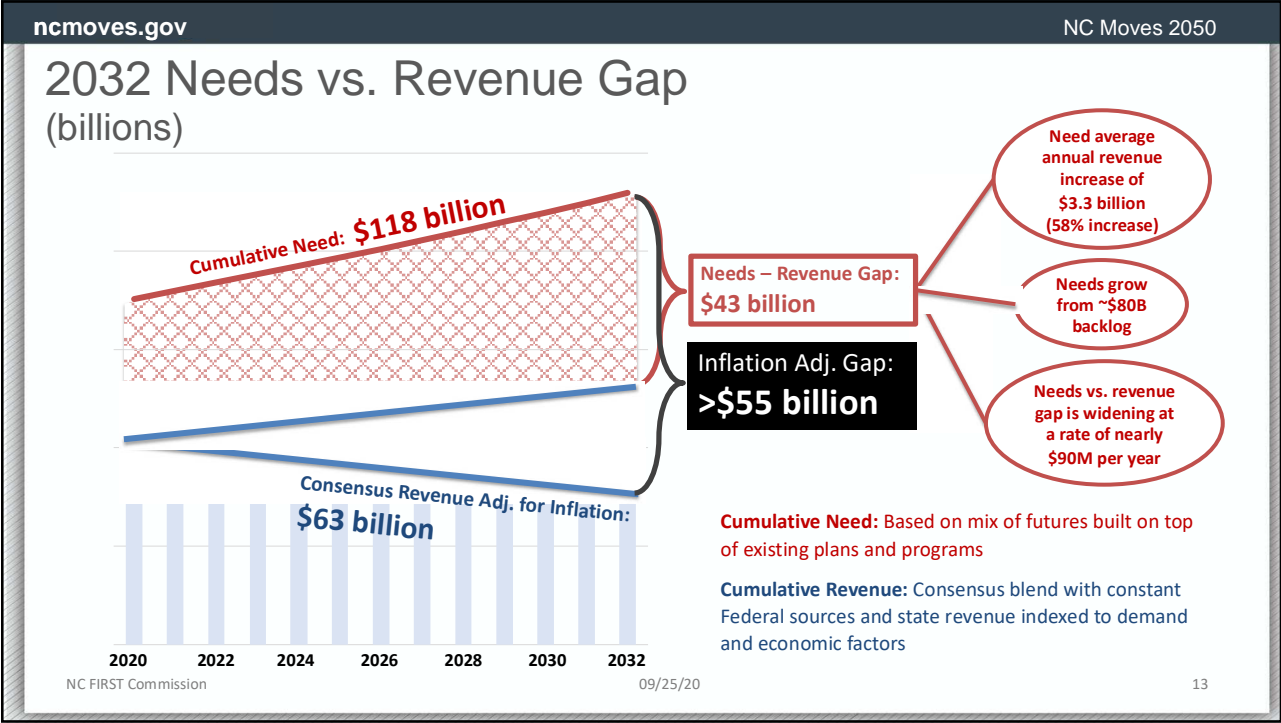 ncmoves.gov
NC Moves 2050
2032 Needs vs. Revenue Gap
(billions)
Cumulative Need: $118 billion
Consensus Revenue Adj. for Inflation:
$63 billion
2020 2022 2024 2026 2028 2030 2032
Needs – Revenue Gap:
$43 billion
Inflation Adj. Gap:
>$55 billion
Need average
annual revenue
increase of
$3.3 billion
(58% increase)
Needs grow
from ~$80B
backlog
Needs vs. revenue
gap is widening at
a rate of nearly
$90M per year
Cumulative Need: Based on mix of futures built on top
of existing plans and programs
Cumulative Revenue: Consensus blend with constant
Federal sources and state revenue indexed to demand
and economic factors
NC FIRST Commission
09/25/20
13